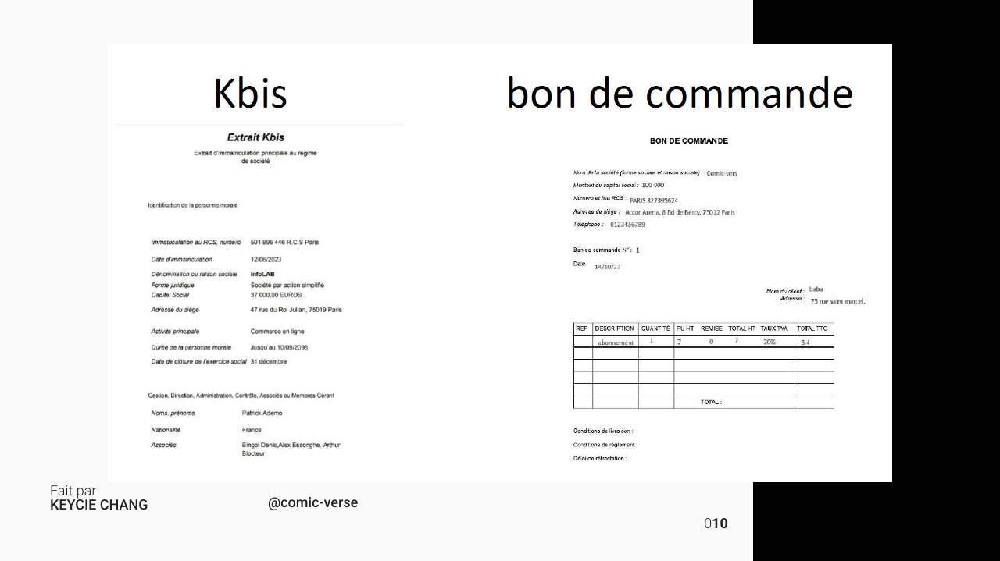 Kbis
Extrait Kbis
Extrait d'immatriculation principale au régime
de société
Identification de la personne morale
Immatriculation au RCS, numéro 501 896 446 R.C.S Paris
Date d'immatriculation 12/06/2023
Dénomination ou raison sociale InfoLAB
Forme juridique Société par action simplifié
Capital Social 37 000,00 EUROS
Adresse du siège 47 rue du Roi Julian, 75019 Paris
Activité principale Commerce en ligne
Durée de la personne morale Jusqu'au 10/09/2098
Date de clôture de l'exercice social 31 décembre
Gestion, Direction, Administration, Contrôle, Associés ou Membres Gérant
Noms, prénoms Patrick Ademo
Nationalité France
Associés Bingol Denis,Alex Essonghe, Arthur
Blocteur
bon de commande
BON DE COMMANDE
Nom de la société (forme sociale et raison sociale) : Comic-vers
Montant du capital social : 100 000
Numéro et lieu RCS : PARIS 827395624
Adresse du siège : Accor Arena, 8 Bd de Bercy, 75012 Paris
Téléphone : 0123456789
Bon de commande N° : 1
Date : 14/10/23
Nom du client : baba
Adresse : 75 rue saint marcel,
REF DESCRIPTION QUANTITÉ PU HT REMISE TOTAL HT TAUX TVA TOTAL TTC
abonnement 1 7 0 7 20% 8,4
TOTAL :
Conditions de livraison :
Conditions de règlement :
Délai de rétractation :
Fait par
KEYCIE CHANG
@comic-verse
010